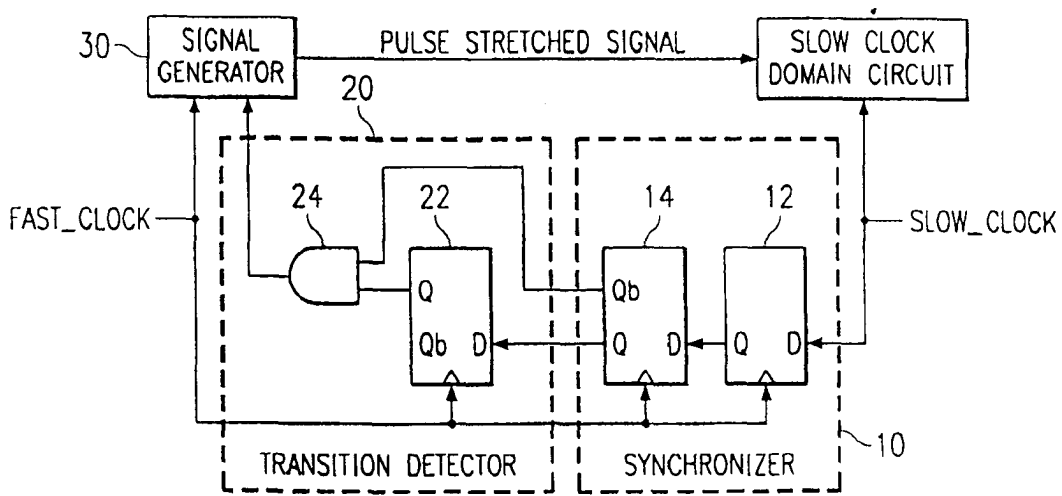 30
SIGNAL
GENERATOR
PULSE STRETCHED SIGNAL
SLOW CLOCK
DOMAIN CIRCUIT
20
FAST_CLOCK
24
22
14
12
SLOW_CLOCK
Q
Qb
Qb D
Q D
Q D
10
TRANSITION DETECTOR
SYNCHRONIZER